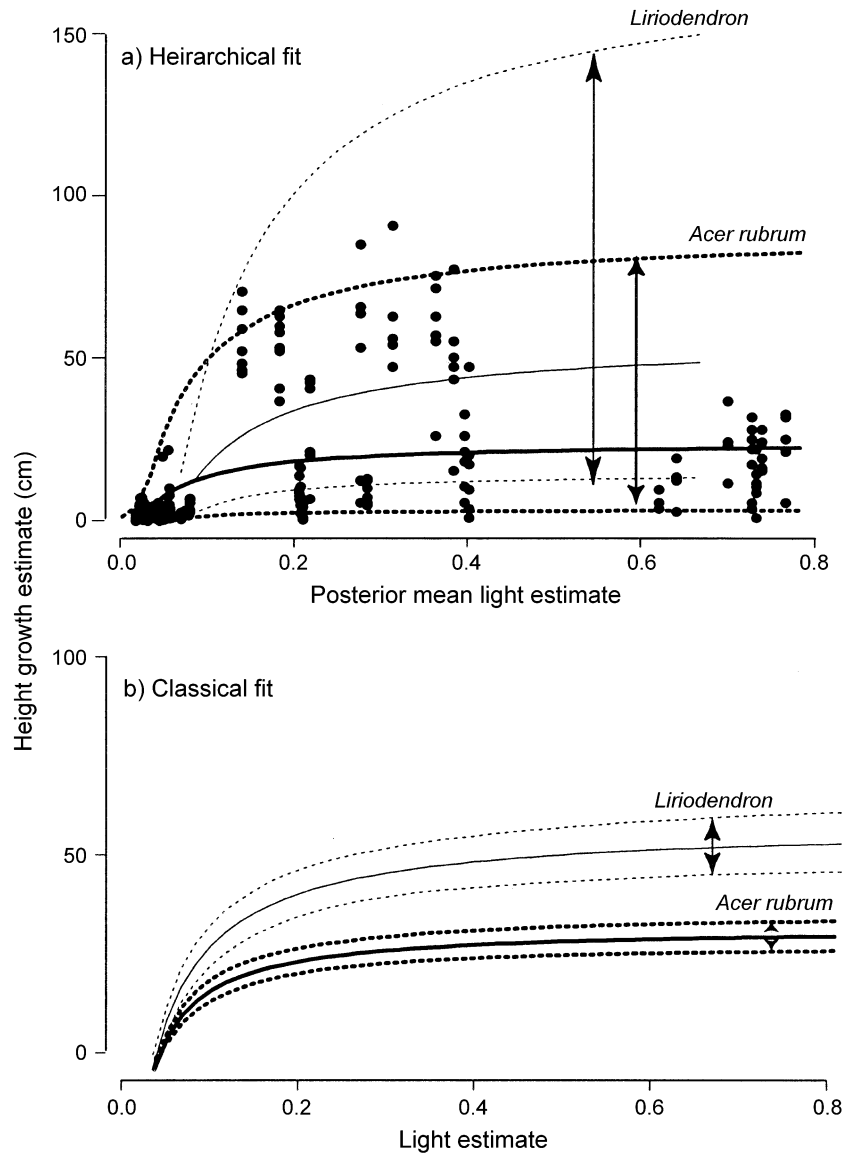 Liriodendron
150
a) Heirarchical fit
100
Acer rubrum
50
0
0.0 0.2 0.4 0.6 0.8
Posterior mean light estimate
Height growth estimate (cm)
100
b) Classical fit
Liriodendron
50
Acer rubrum
0
0.0 0.2 0.4 0.6 0.8
Light estimate